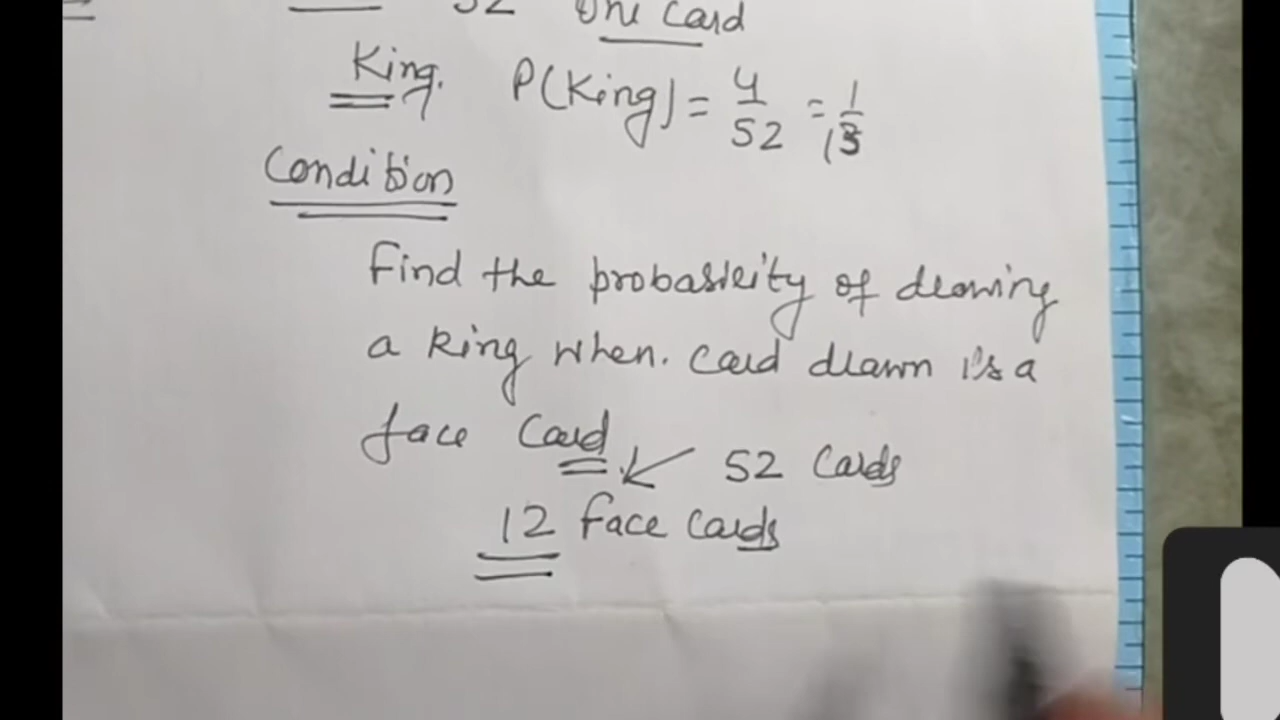 52 One Card
King. P(King) = 4/52 = 1/13
Condition
Find the probability of drawing
a King when. Card drawn is a
face Card
52 Cards
12 face Cards